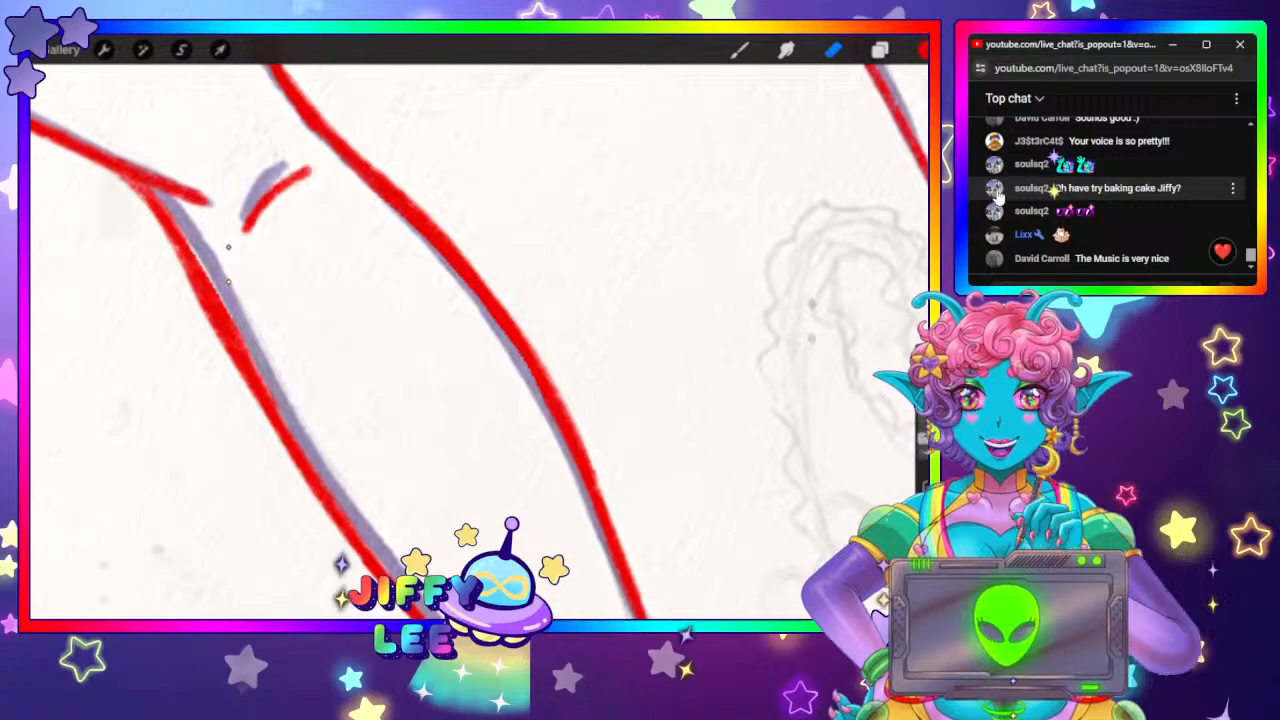 Gallery
youtube.com/live_chat?is_popout=1&v=o...
youtube.com/live_chat?is_popout=1&v=osX8IIoFTv4
Top chat
David Carroll Sounds good :)
J3$t3rC4t$ Your voice is so pretty!!!
soulsq2
soulsq2 have try baking cake Jiffy?
soulsq2
Lixx
David Carroll The Music is very nice
JIFFY
LEE